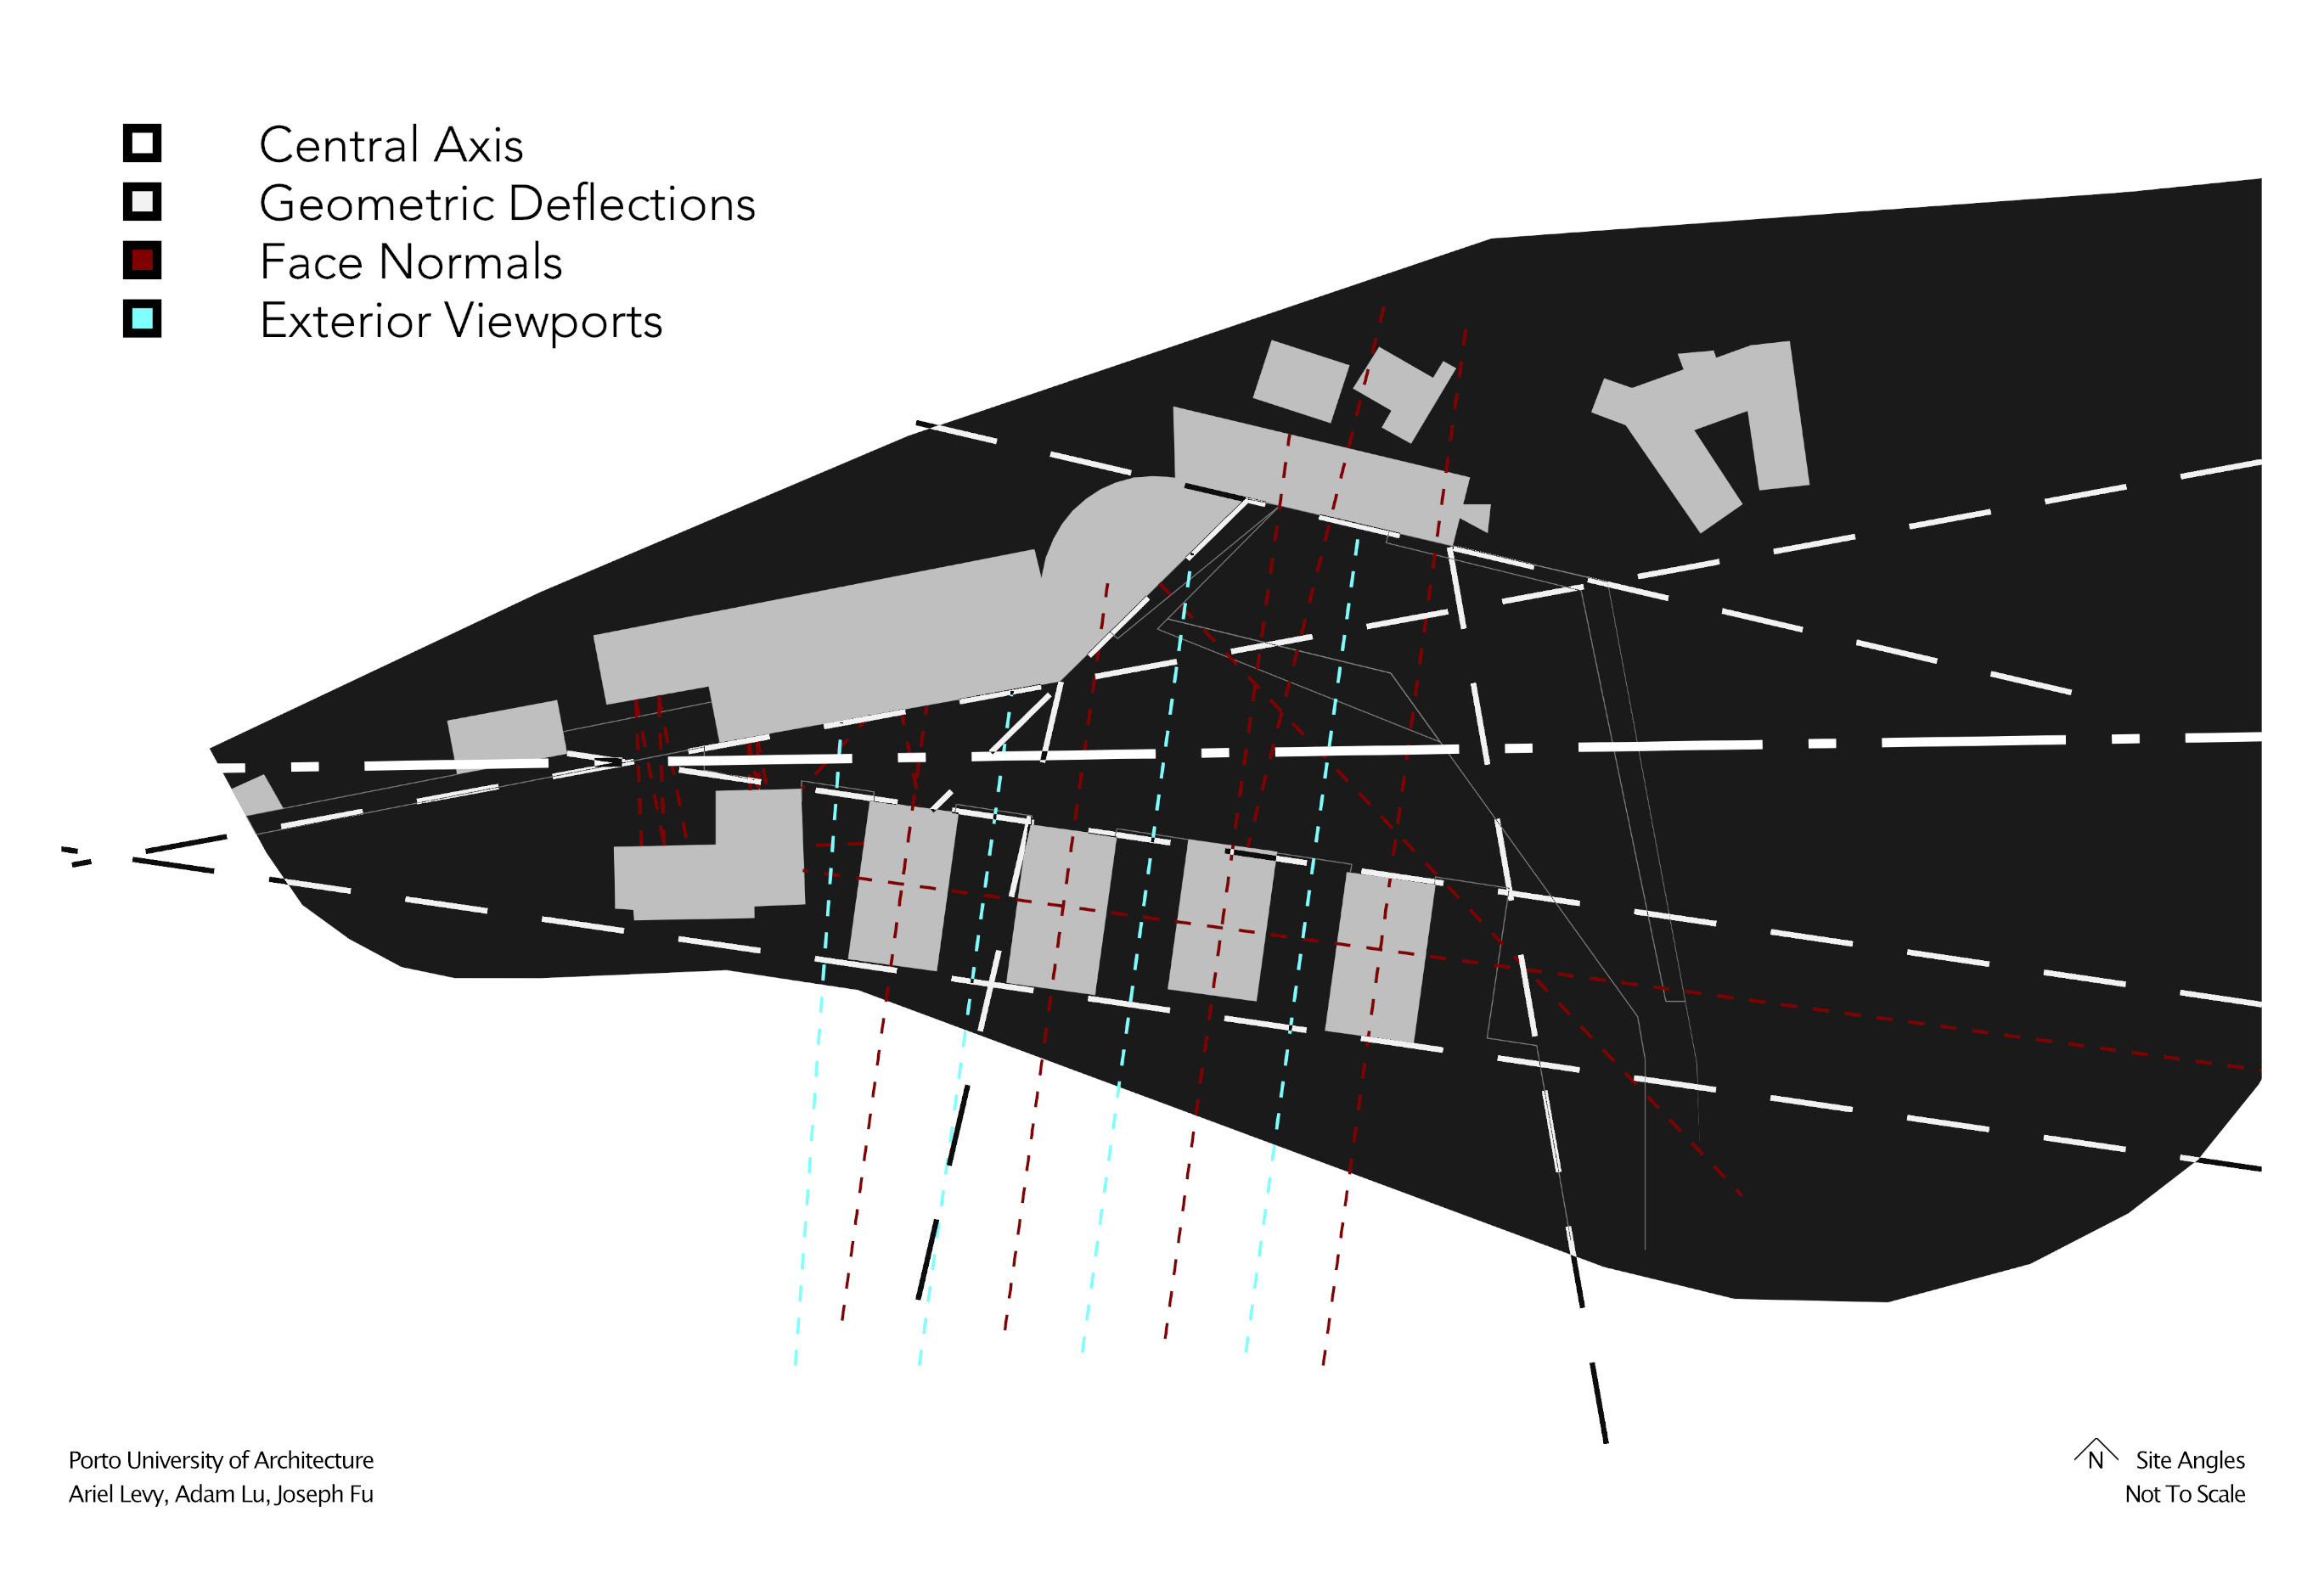 Central Axis
Geometric Deflections
Face Normals
Exterior Viewports
Porto University of Architecture
Ariel Levy, Adam Lu, Joseph Fu
N
Site Angles
Not To Scale